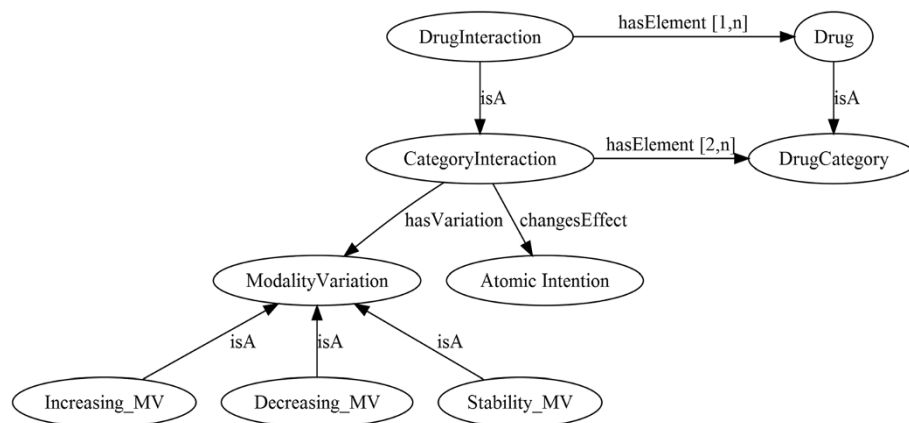 DrugInteraction
hasElement [1,n]
Drug
isA
isA
CategoryInteraction
hasElement [2,n]
DrugCategory
hasVariation
changesEffect
ModalityVariation
Atomic Intention
isA
isA
isA
Increasing_MV
Decreasing_MV
Stability_MV